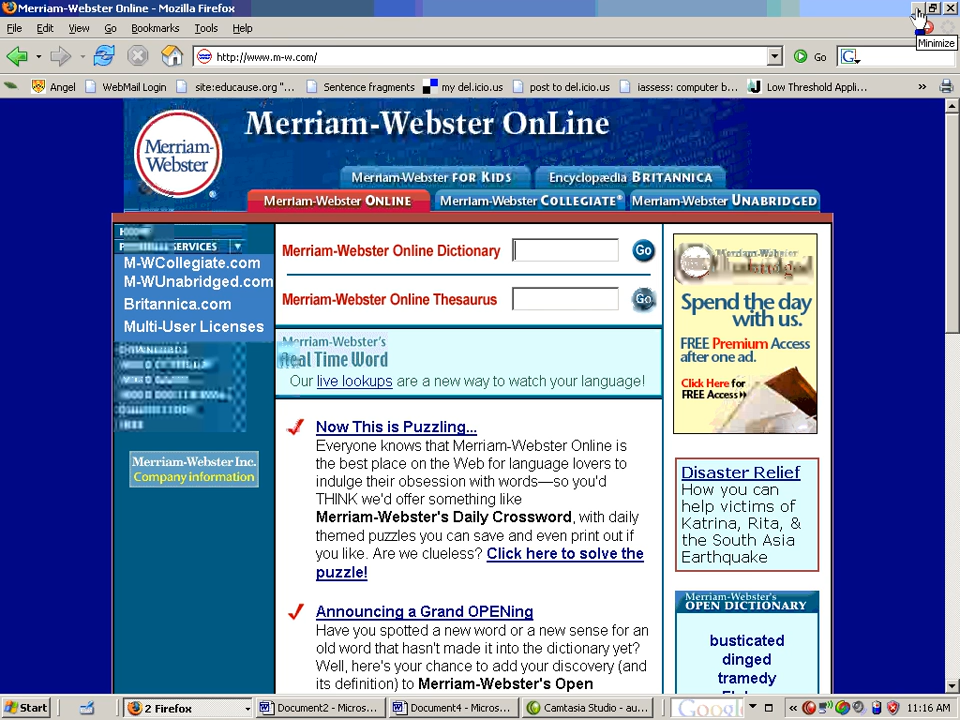 Merriam-Webster Online - Mozilla Firefox
File Edit View Go Bookmarks Tools Help
Minimize
http://www.m-w.com/
Go
G
Angel WebMail Login site:educause.org "... Sentence fragments my del.icio.us post to del.icio.us iassess: computer b... Low Threshold Appli... »
Merriam-Webster OnLine
Merriam-
Webster
®
Merriam-Webster FOR KIDS Encyclopædia BRITANNICA
Merriam-Webster ONLINE Merriam-Webster COLLEGIATE® Merriam-Webster UNABRIDGED
SERVICES
M-WCollegiate.com
M-WUnabridged.com
Britannica.com
Multi-User Licenses
Merriam-Webster Inc.
Company information
Merriam-Webster Online Dictionary Go
Merriam-Webster Online Thesaurus Go
Merriam-Webster's
Real Time Word
Our live lookups are a new way to watch your language!
Now This is Puzzling...
Everyone knows that Merriam-Webster Online is
the best place on the Web for language lovers to
indulge their obsession with words—so you'd
THINK we'd offer something like
Merriam-Webster's Daily Crossword, with daily
themed puzzles you can save and even print out if
you like. Are we clueless? Click here to solve the
puzzle!
Announcing a Grand OPENing
Have you spotted a new word or a new sense for an
old word that hasn't made it into the dictionary yet?
Well, here's your chance to add your discovery (and
its definition) to Merriam-Webster's Open
Spend the day
with us.
FREE Premium Access
after one ad.
Click Here for
FREE Access
Disaster Relief
How you can
help victims of
Katrina, Rita, &
the South Asia
Earthquake
Merriam-Webster's
OPEN DICTIONARY
busticated
dinged
tramedy
Start 2 Firefox Document2 - Micros... Document4 - Micros... Camtasia Studio - au... Google « 11:16 AM